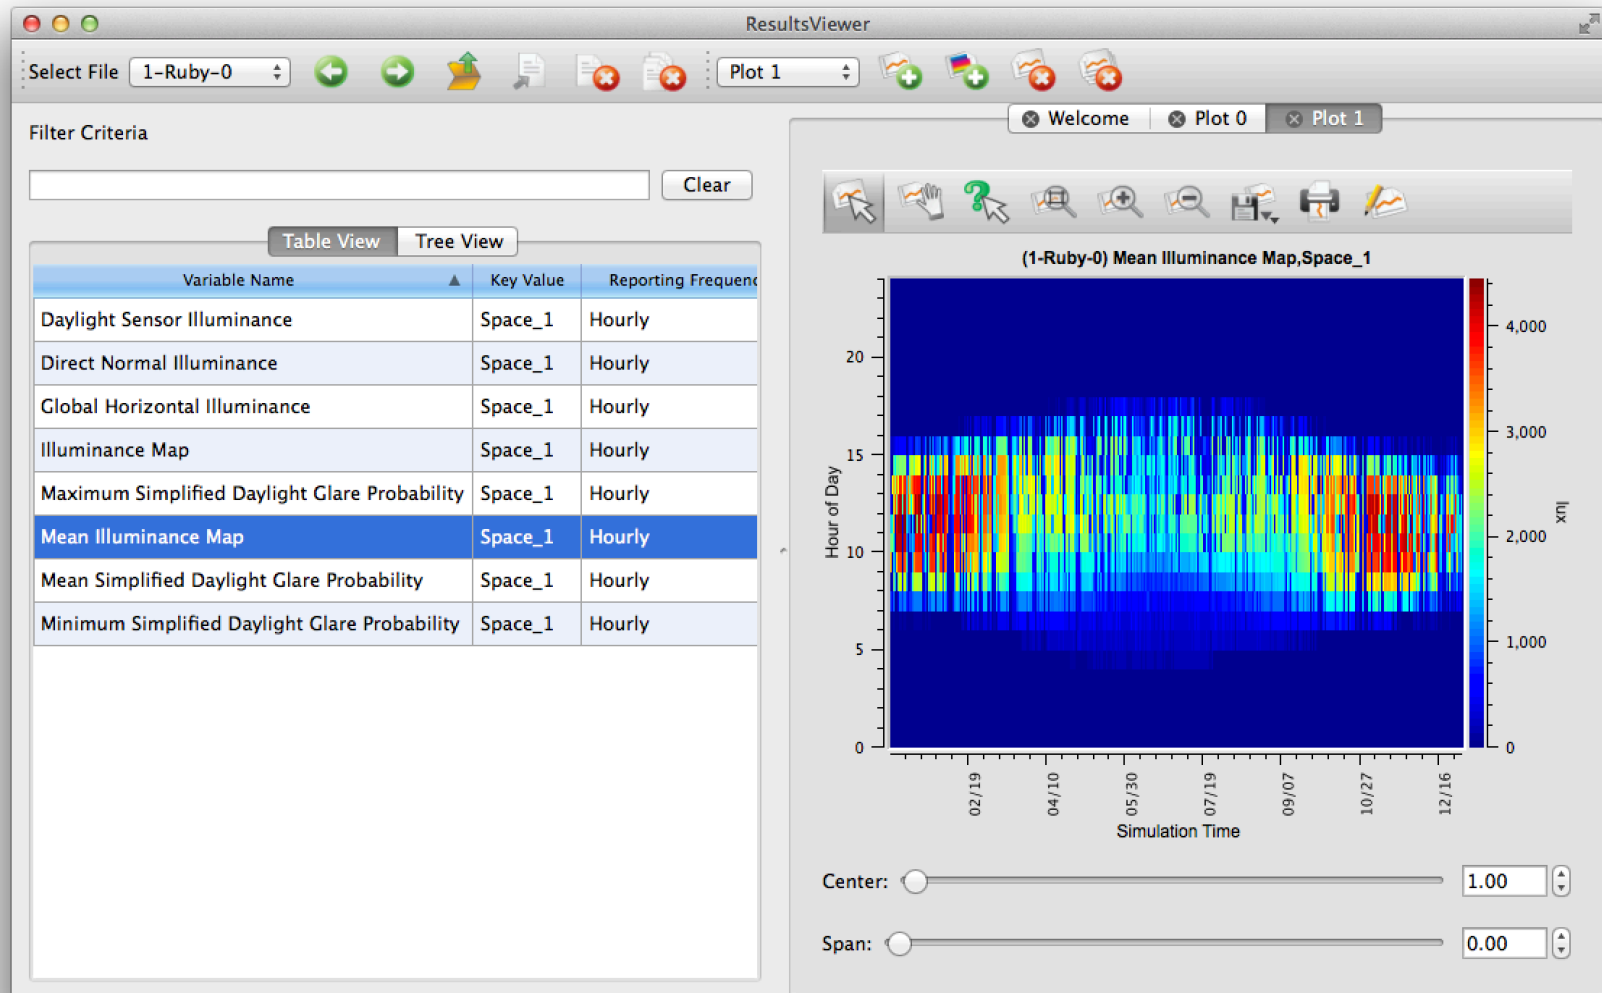 ResultsViewer
Select File 1-Ruby-0 Plot 1
Welcome Plot 0 Plot 1
Filter Criteria
Clear
Table View Tree View
Variable Name Key Value Reporting Frequenc
Daylight Sensor Illuminance Space_1 Hourly
Direct Normal Illuminance Space_1 Hourly
Global Horizontal Illuminance Space_1 Hourly
Illuminance Map Space_1 Hourly
Maximum Simplified Daylight Glare Probability Space_1 Hourly
Mean Illuminance Map Space_1 Hourly
Mean Simplified Daylight Glare Probability Space_1 Hourly
Minimum Simplified Daylight Glare Probability Space_1 Hourly
(1-Ruby-0) Mean Illuminance Map,Space_1
Hour of Day
20
15
10
5
0
4,000
3,000
2,000
1,000
0
lux
02/19 04/10 05/30 07/19 09/07 10/27 12/16
Simulation Time
Center: 1.00
Span: 0.00